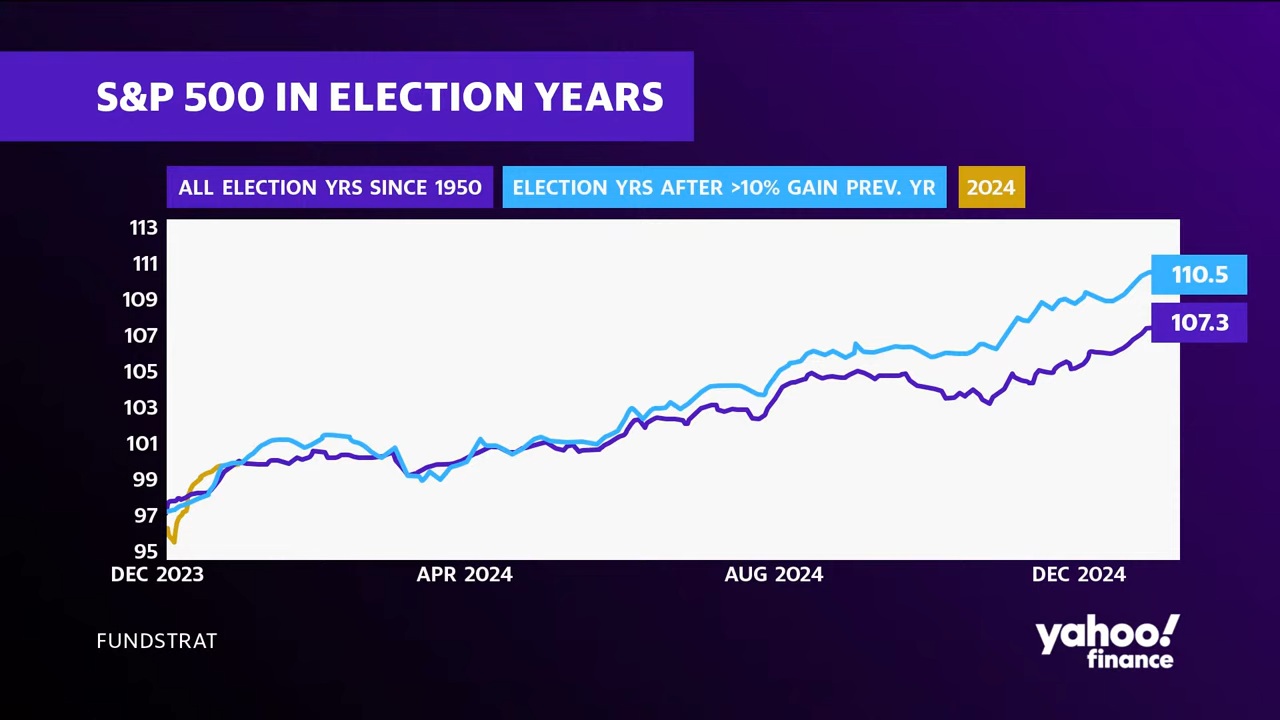 S&P 500 IN ELECTION YEARS
ALL ELECTION YRS SINCE 1950 ELECTION YRS AFTER >10% GAIN PREV. YR 2024
113
111
109
107
105
103
101
99
97
95
110.5
107.3
DEC 2023 APR 2024 AUG 2024 DEC 2024
FUNDSTRAT
yahoo!
finance